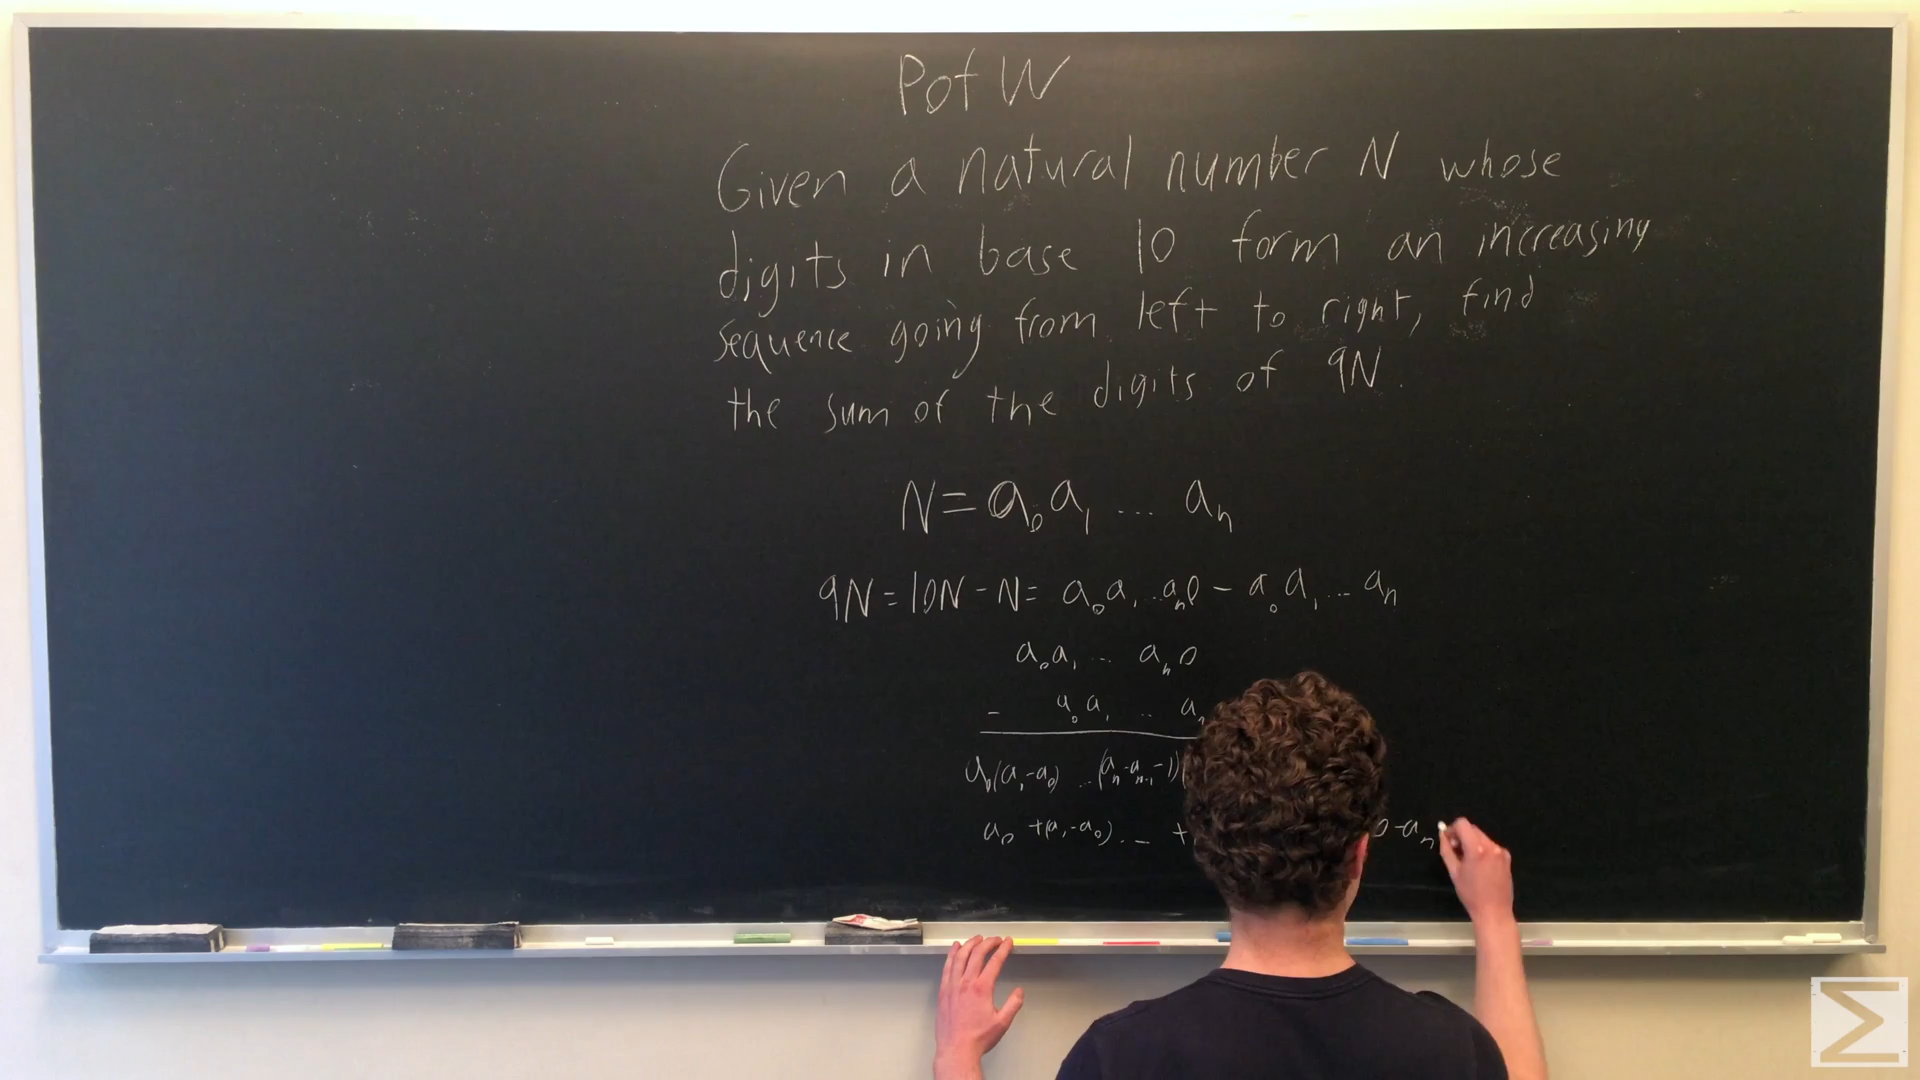 P of W
Given a natural number N whose
digits in base 10 form an increasing
sequence going from left to right, find
the sum of the digits of 9N.
N = a₀a₁ ... aₙ
9N = 10N - N = a₀a₁...aₙ0 - a₀a₁...aₙ
a₀a₁ ... aₙ0
- a₀a₁ ... aₙ
a₀(a₁-a₀) ... (aₙ-aₙ₋₁-1)(
a₀ + (a₁-a₀) ... + 0-aₙ
Σ